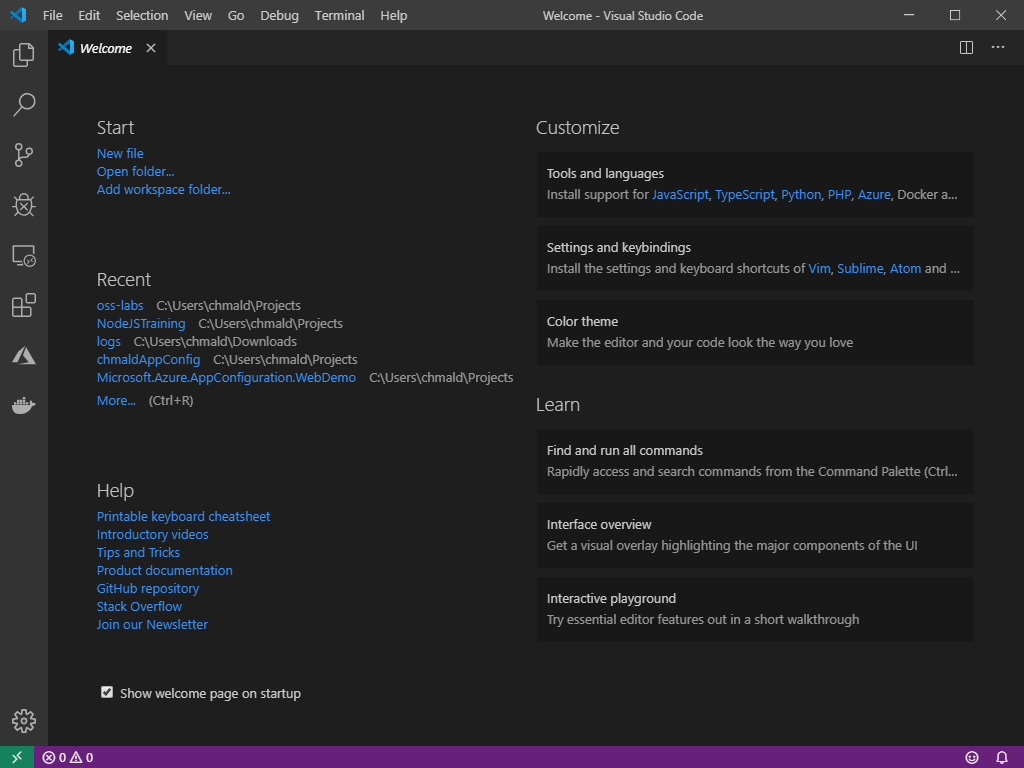 File Edit Selection View Go Debug Terminal Help Welcome - Visual Studio Code
Welcome
Start
New file
Open folder...
Add workspace folder...
Recent
oss-labs C:\Users\chmald\Projects
NodeJSTraining C:\Users\chmald\Projects
logs C:\Users\chmald\Downloads
chmaldAppConfig C:\Users\chmald\Projects
Microsoft.Azure.AppConfiguration.WebDemo C:\Users\chmald\Projects
More... (Ctrl+R)
Help
Printable keyboard cheatsheet
Introductory videos
Tips and Tricks
Product documentation
GitHub repository
Stack Overflow
Join our Newsletter
Show welcome page on startup
Customize
Tools and languages
Install support for JavaScript, TypeScript, Python, PHP, Azure, Docker a...
Settings and keybindings
Install the settings and keyboard shortcuts of Vim, Sublime, Atom and ...
Color theme
Make the editor and your code look the way you love
Learn
Find and run all commands
Rapidly access and search commands from the Command Palette (Ctrl...
Interface overview
Get a visual overlay highlighting the major components of the UI
Interactive playground
Try essential editor features out in a short walkthrough
0 0